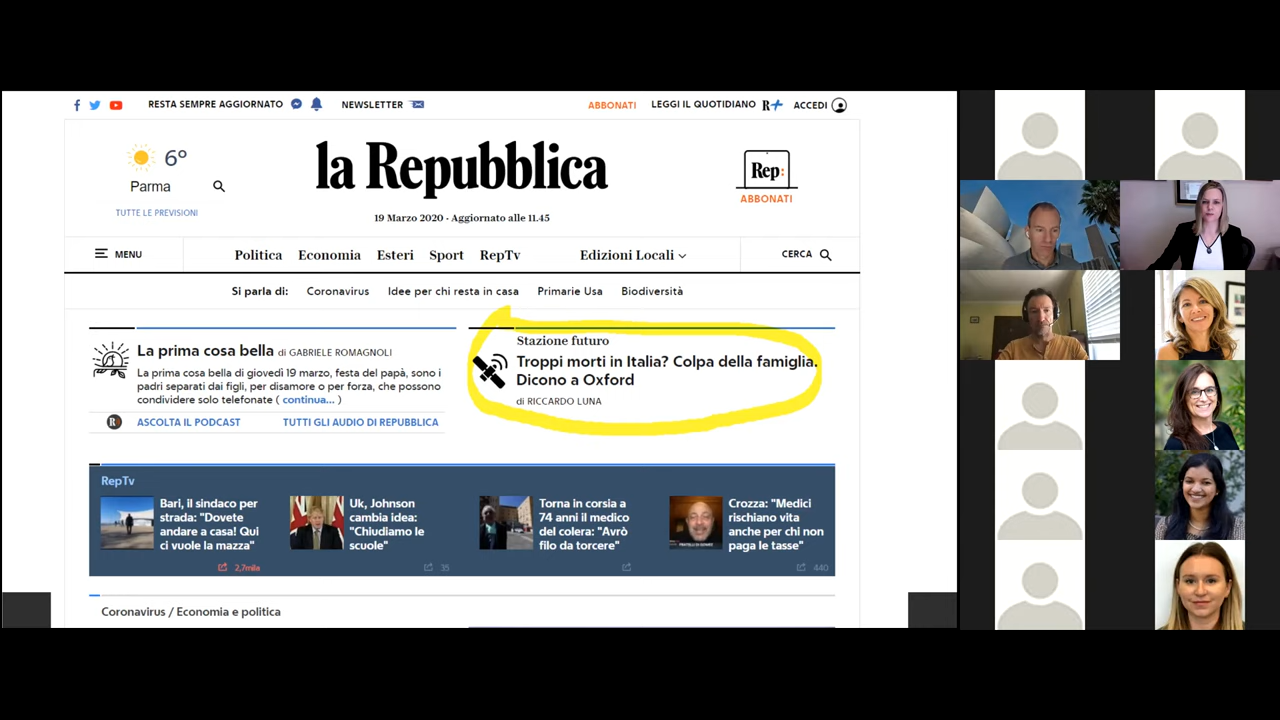 RESTA SEMPRE AGGIORNATO
NEWSLETTER
ABBONATI
LEGGI IL QUOTIDIANO R+
ACCEDI
6°
Parma
TUTTE LE PREVISIONI
la Repubblica
19 Marzo 2020 - Aggiornato alle 11.45
Rep:
ABBONATI
MENU
Politica Economia Esteri Sport RepTv Edizioni Locali
CERCA
Si parla di: Coronavirus Idee per chi resta in casa Primarie Usa Biodiversità
La prima cosa bella di GABRIELE ROMAGNOLI
La prima cosa bella di giovedì 19 marzo, festa del papà, sono i
padri separati dai figli, per disamore o per forza, che possono
condividere solo telefonate ( continua... )
ASCOLTA IL PODCAST
TUTTI GLI AUDIO DI REPUBBLICA
Stazione futuro
Troppi morti in Italia? Colpa della famiglia.
Dicono a Oxford
di RICCARDO LUNA
RepTv
Bari, il sindaco per
strada: "Dovete
andare a casa! Qui
ci vuole la mazza"
2,7mila
Uk, Johnson
cambia idea:
"Chiudiamo le
scuole"
35
Torna in corsia a
74 anni il medico
del colera: "Avrò
filo da torcere"
Crozza: "Medici
rischiano vita
anche per chi non
paga le tasse"
440
Coronavirus / Economia e politica